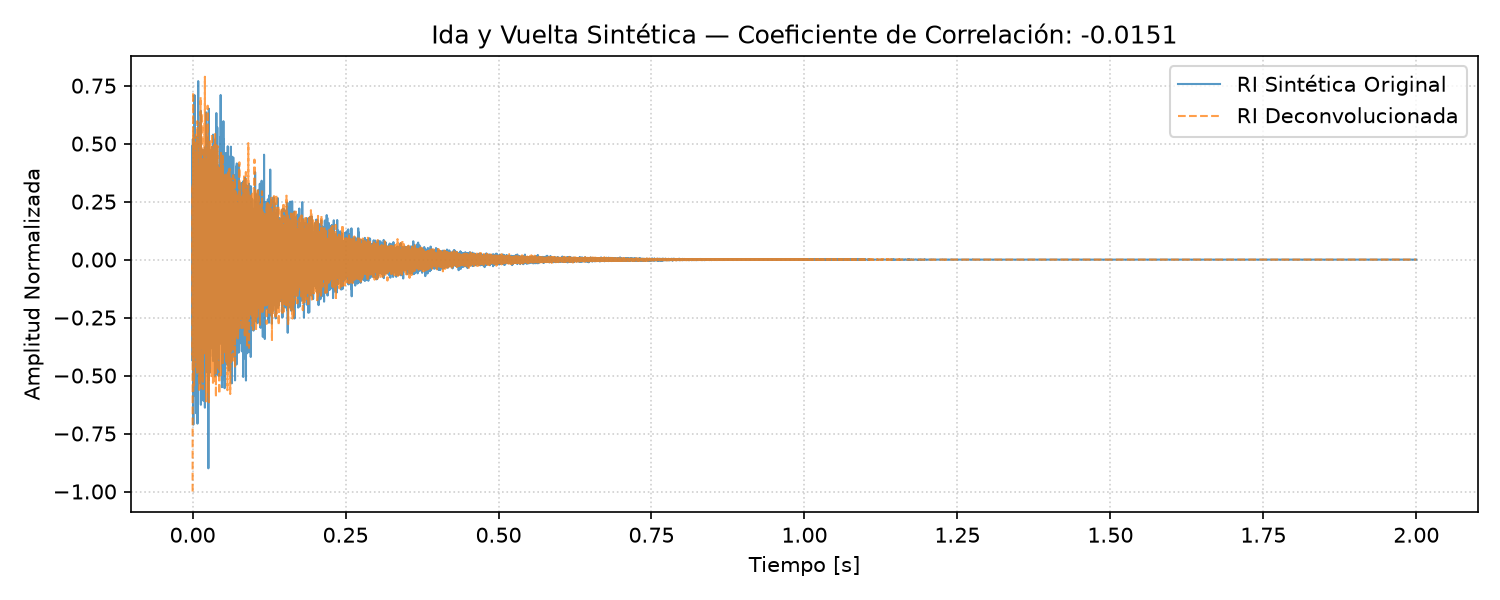 Ida y Vuelta Sintética — Coeficiente de Correlación: -0.0151
RI Sintética Original
RI Deconvolucionada
Amplitud Normalizada
0.75
0.50
0.25
0.00
−0.25
−0.50
−0.75
−1.00
0.00 0.25 0.50 0.75 1.00 1.25 1.50 1.75 2.00
Tiempo [s]